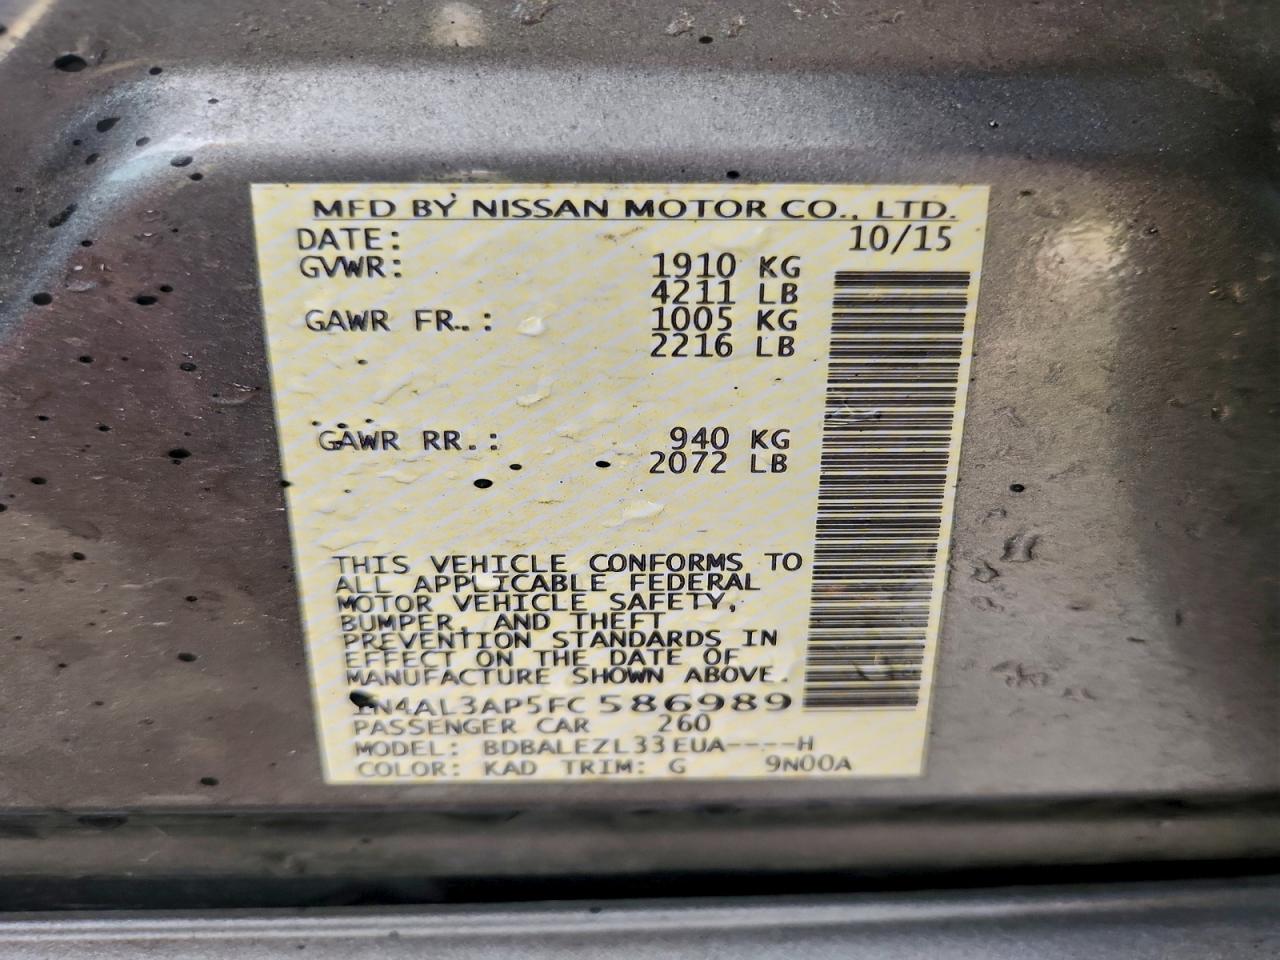 MFD BY NISSAN MOTOR CO., LTD.
DATE: 10/15
GVWR: 1910 KG
4211 LB
GAWR FR.: 1005 KG
2216 LB
GAWR RR.: 940 KG
2072 LB
THIS VEHICLE CONFORMS TO
ALL APPLICABLE FEDERAL
MOTOR VEHICLE SAFETY,
BUMPER, AND THEFT
PREVENTION STANDARDS IN
EFFECT ON THE DATE OF
MANUFACTURE SHOWN ABOVE.
1N4AL3AP5FC586989
PASSENGER CAR 260
MODEL: BDBALEZL33EUA----H
COLOR: KAD TRIM: G 9N00A